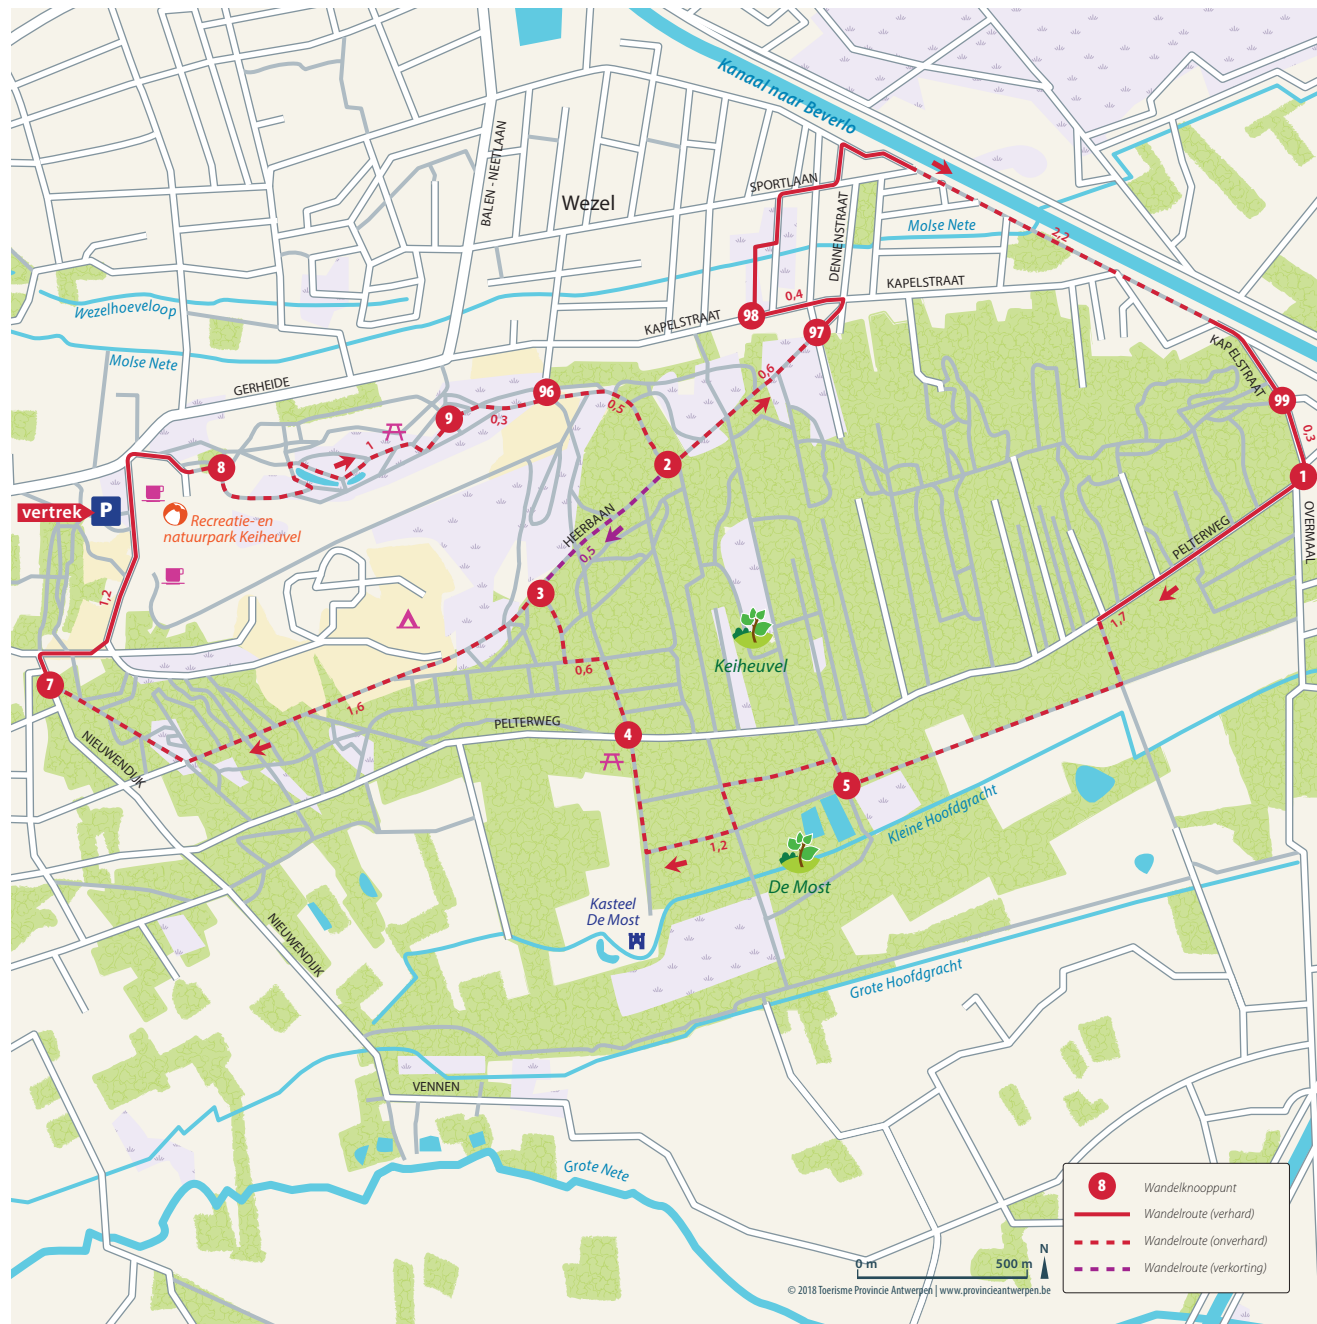 Kanaal naar Beverlo
BALEN - NEETLAAN
Wezel
SPORTLAAN
DENNENSTRAAT
Molse Nete
2,2
KAPELSTRAAT
Wezelhoeveloop
0,4
98
KAPELSTRAAT
97
Molse Nete
KAPELSTRAAT
GERHEIDE
0,6
96
99
9
0,3
0,5
0,3
1
8
2
1
vertrek
P
Recreatie- en
natuurpark Keiheuvel
HEERBAAN
0,5
OVERMAAL
PELTERWEG
3
1,2
1,7
Keiheuvel
0,6
7
1,6
PELTERWEG
4
NIEUWENDIJK
5
Kleine Hoofdgracht
1,2
De Most
Kasteel
De Most
NIEUWENDIJK
Grote Hoofdgracht
VENNEN
Grote Nete
8
Wandelknooppunt
Wandelroute (verhard)
Wandelroute (onverhard)
Wandelroute (verkorting)
N
0 m
500 m
© 2018 Toerisme Provincie Antwerpen | www.provincieantwerpen.be